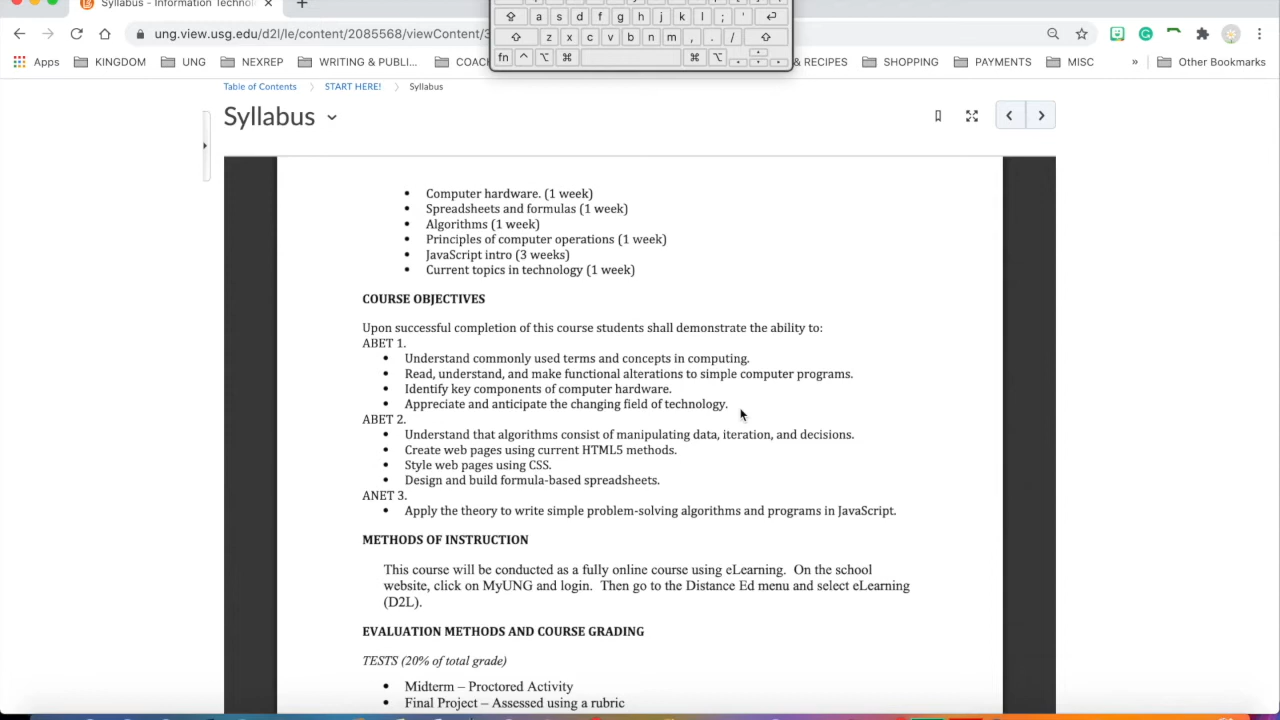 Syllabus - Information Technol
ung.view.usg.edu/d2l/le/content/2085568/viewContent/3
a s d f g h j k l ; '
z x c v b n m , . /
fn
Apps KINGDOM UNG NEXREP WRITING & PUBLI... COAC & RECIPES SHOPPING PAYMENTS MISC » Other Bookmarks
Table of Contents START HERE! Syllabus
Syllabus
• Computer hardware. (1 week)
• Spreadsheets and formulas (1 week)
• Algorithms (1 week)
• Principles of computer operations (1 week)
• JavaScript intro (3 weeks)
• Current topics in technology (1 week)
COURSE OBJECTIVES
Upon successful completion of this course students shall demonstrate the ability to:
ABET 1.
• Understand commonly used terms and concepts in computing.
• Read, understand, and make functional alterations to simple computer programs.
• Identify key components of computer hardware.
• Appreciate and anticipate the changing field of technology.
ABET 2.
• Understand that algorithms consist of manipulating data, iteration, and decisions.
• Create web pages using current HTML5 methods.
• Style web pages using CSS.
• Design and build formula-based spreadsheets.
ANET 3.
• Apply the theory to write simple problem-solving algorithms and programs in JavaScript.
METHODS OF INSTRUCTION
This course will be conducted as a fully online course using eLearning. On the school
website, click on MyUNG and login. Then go to the Distance Ed menu and select eLearning
(D2L).
EVALUATION METHODS AND COURSE GRADING
TESTS (20% of total grade)
• Midterm – Proctored Activity
• Final Project – Assessed using a rubric